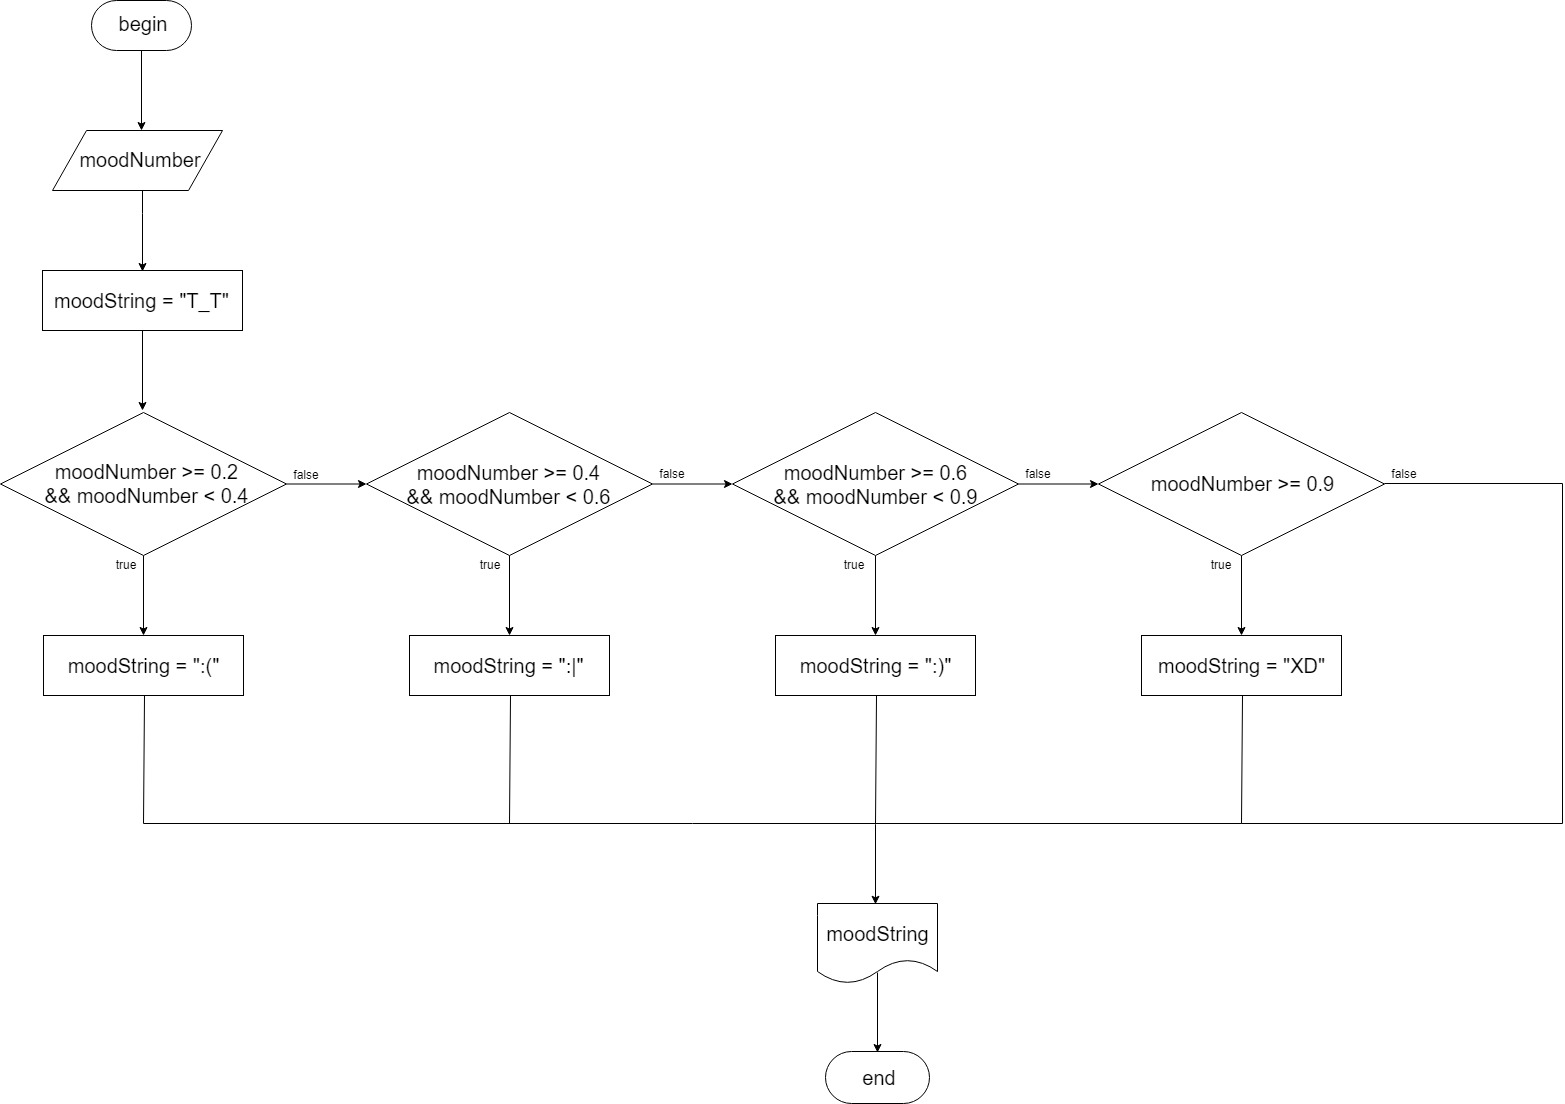 begin
moodNumber
moodString = "T_T"
moodNumber >= 0.2
&& moodNumber < 0.4
false
moodNumber >= 0.4
&& moodNumber < 0.6
false
moodNumber >= 0.6
&& moodNumber < 0.9
false
moodNumber >= 0.9
false
true
true
true
true
moodString = ":("
moodString = ":|"
moodString = ":)"
moodString = "XD"
moodString
end